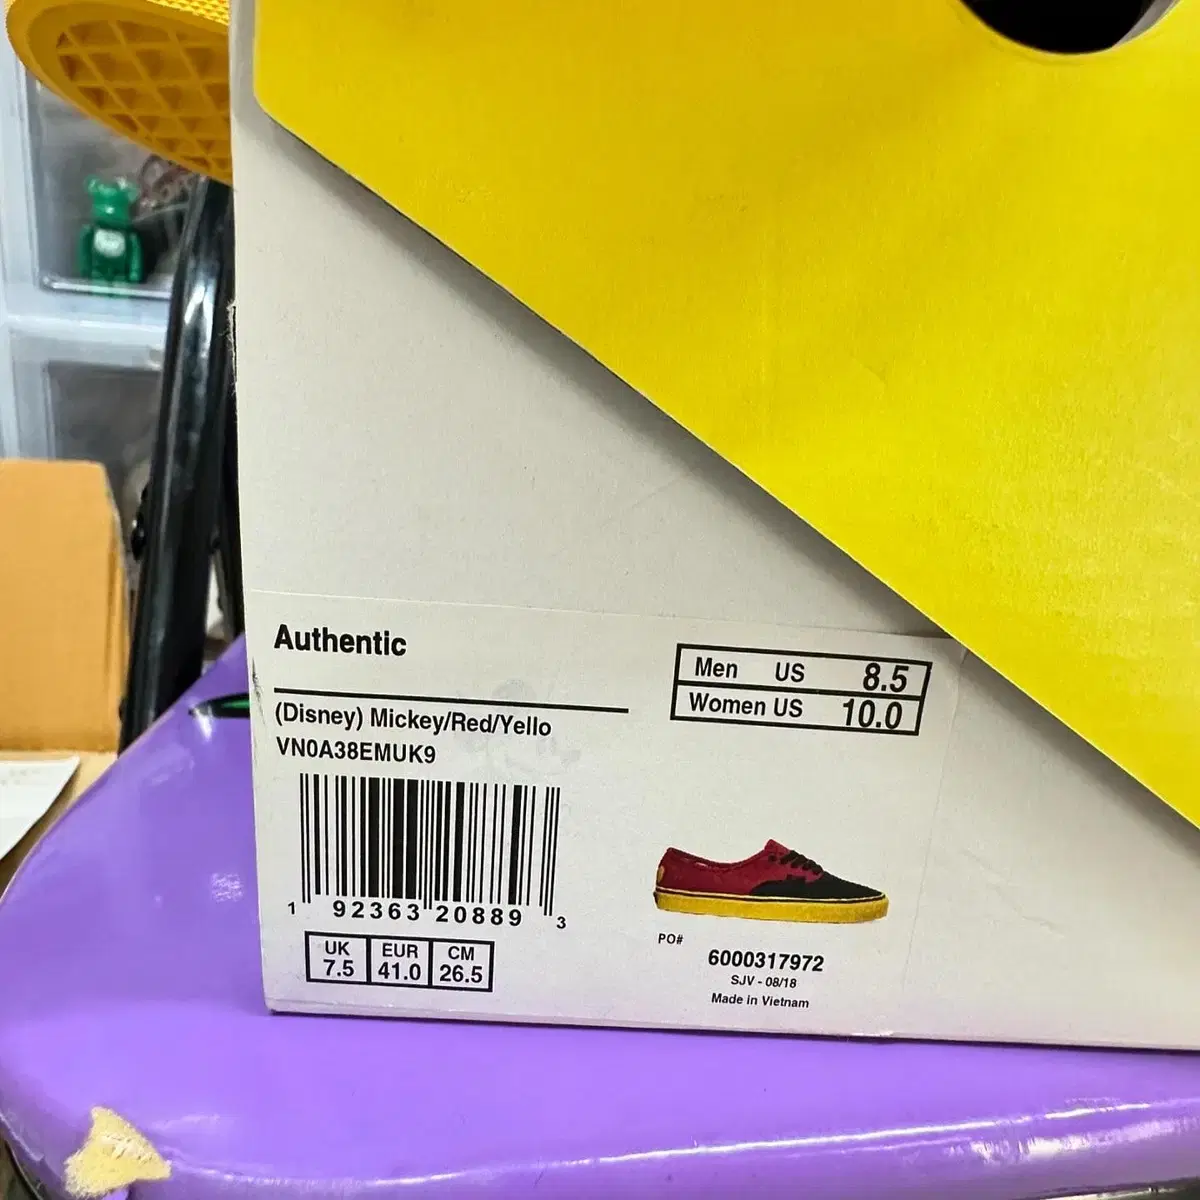 Authentic
(Disney) Mickey/Red/Yello
VN0A38EMUK9
1 92363 20889 3
UK EUR CM
7.5 41.0 26.5
Men US 8.5
Women US 10.0
PO#
6000317972
SJV - 08/18
Made in Vietnam